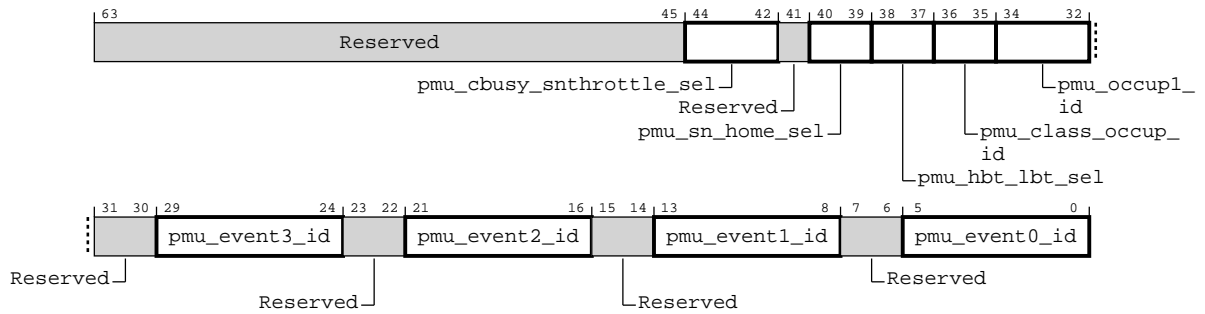 63 45 44 42 41 40 39 38 37 36 35 34 32
Reserved
pmu_cbusy_snthrottle_sel
pmu_occup1_
id
Reserved
pmu_sn_home_sel
pmu_class_occup_
id
pmu_hbt_lbt_sel
31 30 29 24 23 22 21 16 15 14 13 8 7 6 5 0
pmu_event3_id pmu_event2_id pmu_event1_id pmu_event0_id
Reserved Reserved
Reserved Reserved